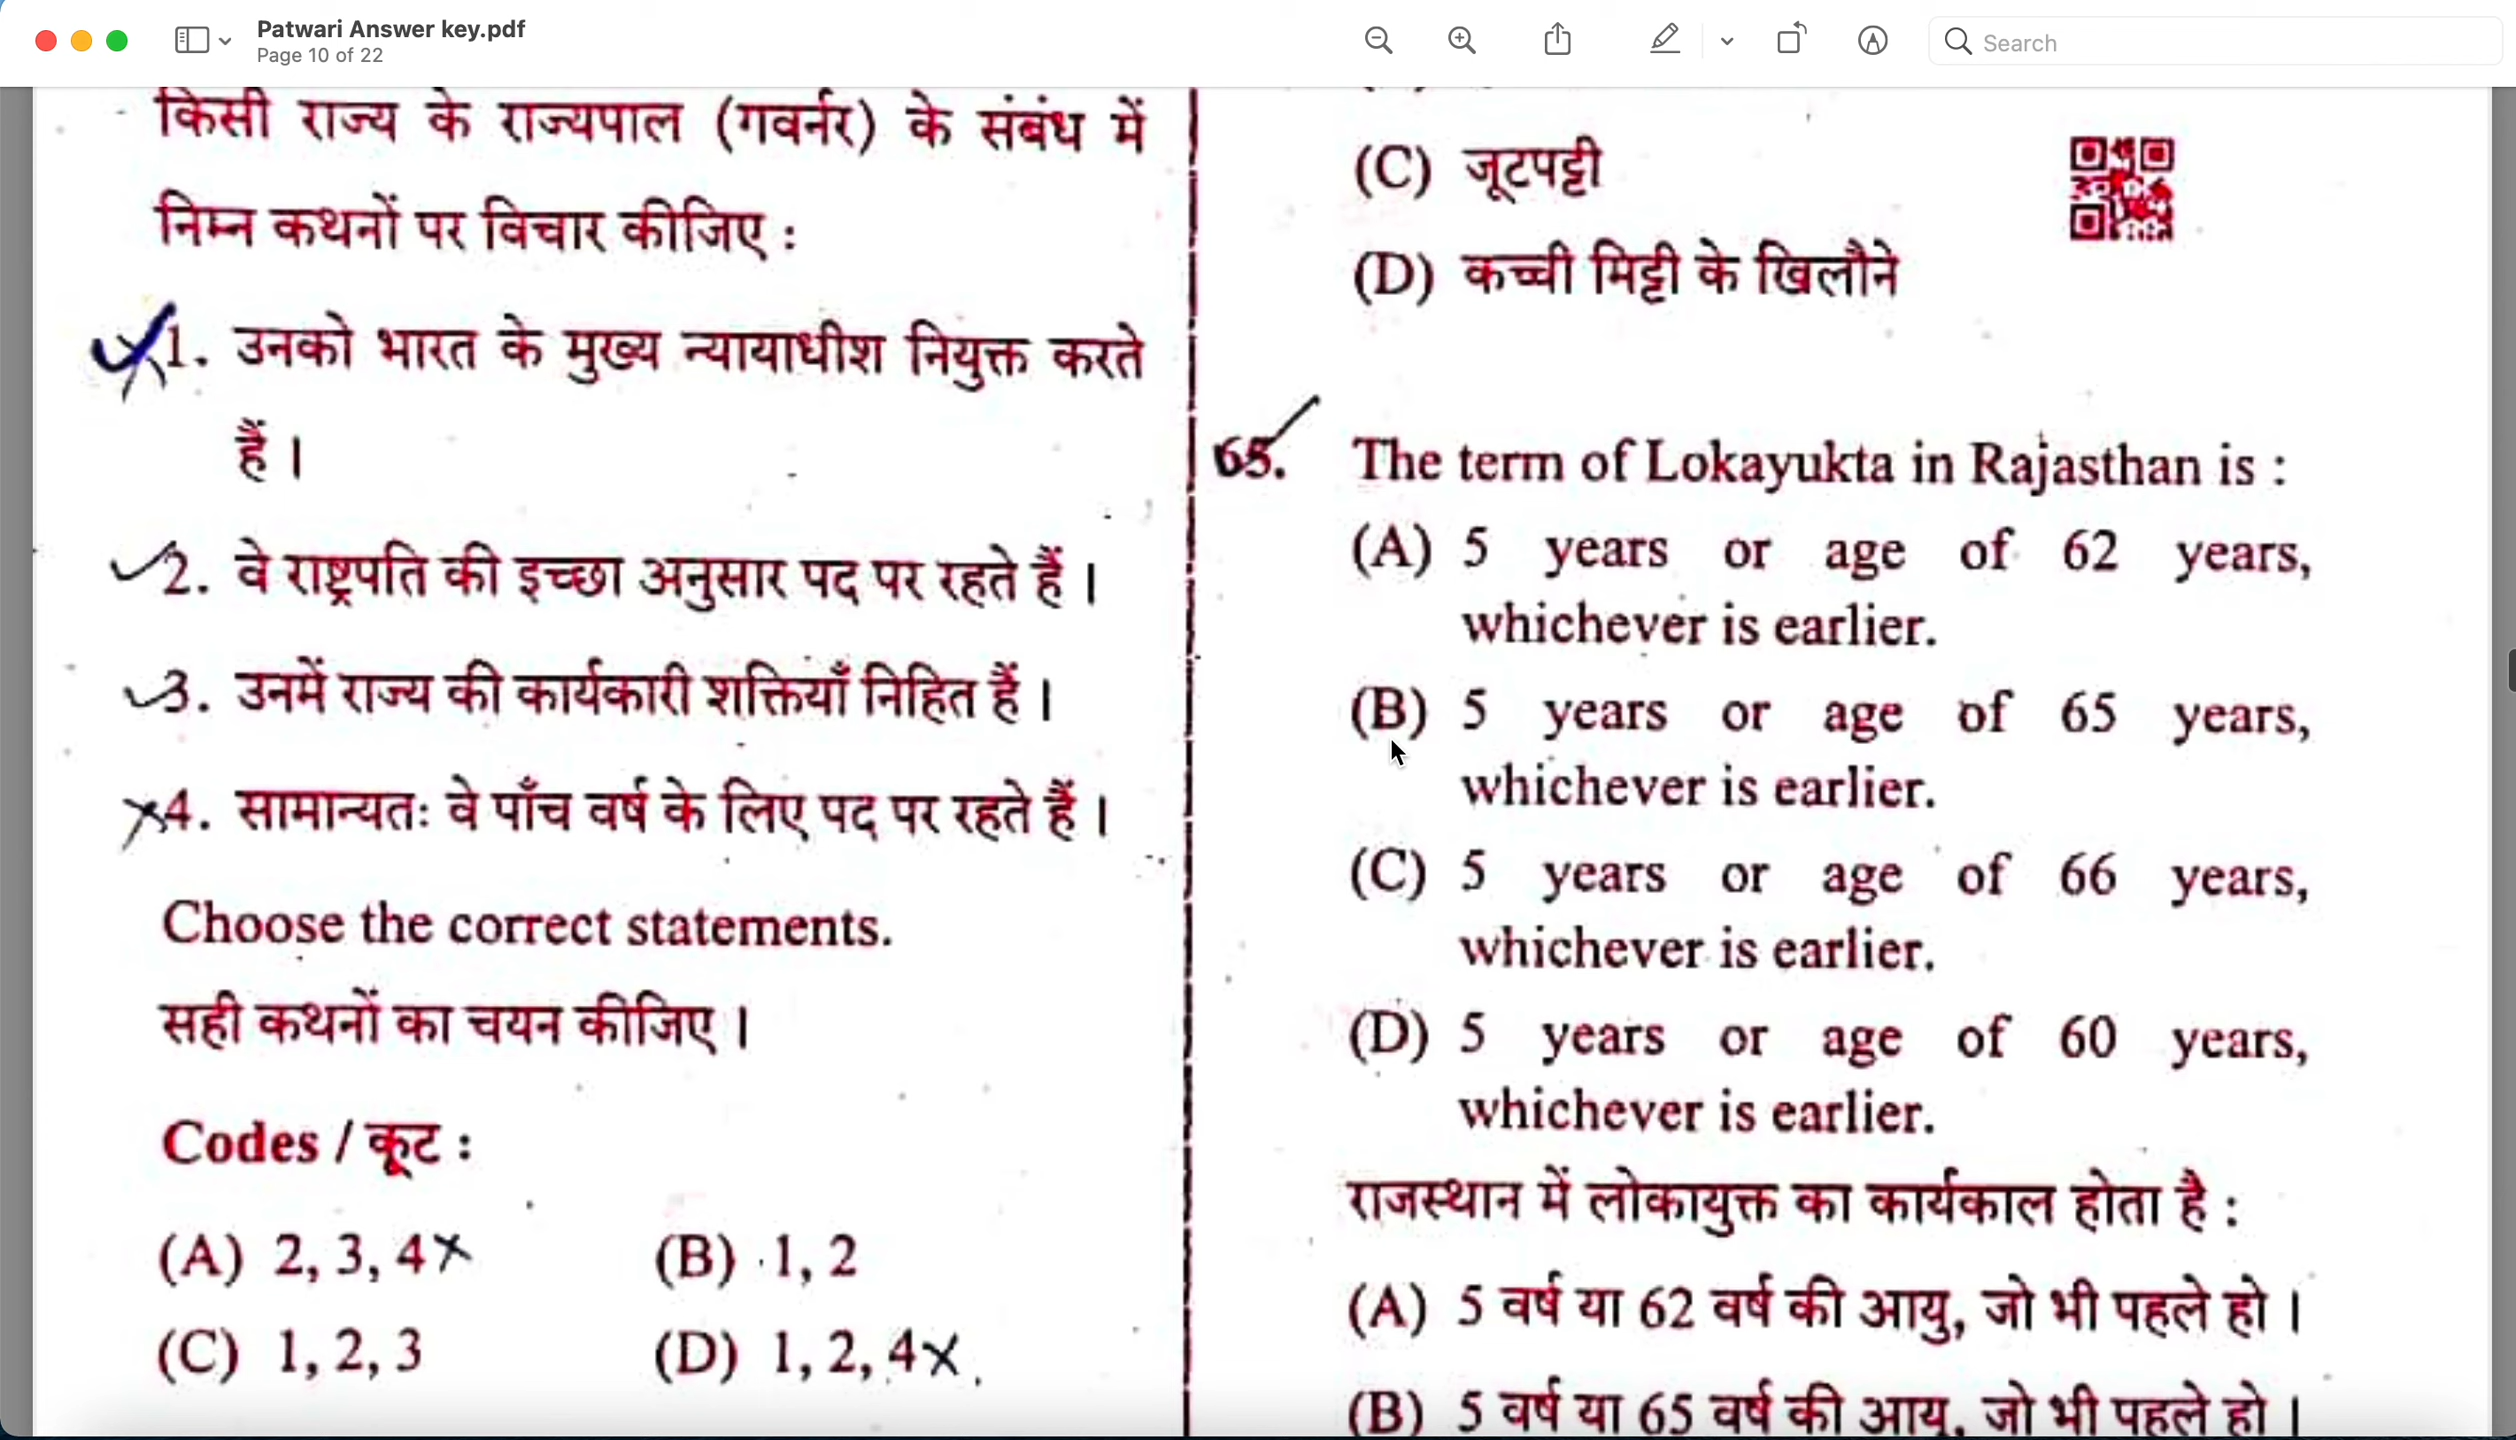 Patwari Answer key.pdf
Page 10 of 22
Search
किसी राज्य के राज्यपाल (गवर्नर) के संबंध में
निम्न कथनों पर विचार कीजिए :
1. उनको भारत के मुख्य न्यायाधीश नियुक्त करते
हैं ।
2. वे राष्ट्रपति की इच्छा अनुसार पद पर रहते हैं ।
3. उनमें राज्य की कार्यकारी शक्तियाँ निहित हैं ।
4. सामान्यतः वे पाँच वर्ष के लिए पद पर रहते हैं ।
Choose the correct statements.
सही कथनों का चयन कीजिए ।
Codes / कूट :
(A) 2, 3, 4
(B) 1, 2
(C) 1, 2, 3
(D) 1, 2, 4
(C) जूटपट्टी
(D) कच्ची मिट्टी के खिलौने
65. The term of Lokayukta in Rajasthan is :
(A) 5 years or age of 62 years,
whichever is earlier.
(B) 5 years or age of 65 years,
whichever is earlier.
(C) 5 years or age of 66 years,
whichever is earlier.
(D) 5 years or age of 60 years,
whichever is earlier.
राजस्थान में लोकायुक्त का कार्यकाल होता है :
(A) 5 वर्ष या 62 वर्ष की आयु, जो भी पहले हो ।
(B) 5 वर्ष या 65 वर्ष की आयु, जो भी पहले हो ।